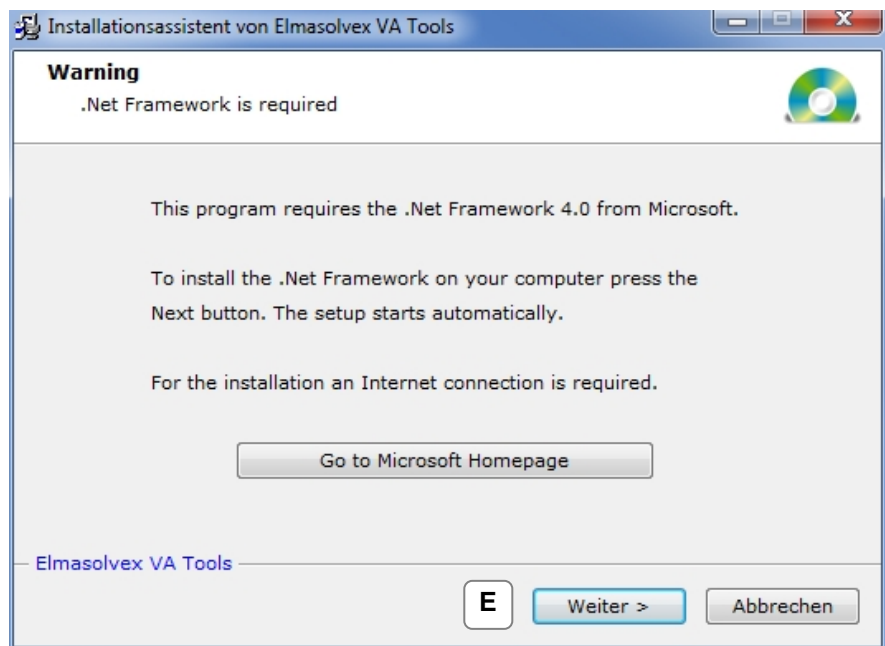 Installationsassistent von Elmasolvex VA Tools
Warning
.Net Framework is required
This program requires the .Net Framework 4.0 from Microsoft.
To install the .Net Framework on your computer press the
Next button. The setup starts automatically.
For the installation an Internet connection is required.
Go to Microsoft Homepage
Elmasolvex VA Tools
E
Weiter >
Abbrechen